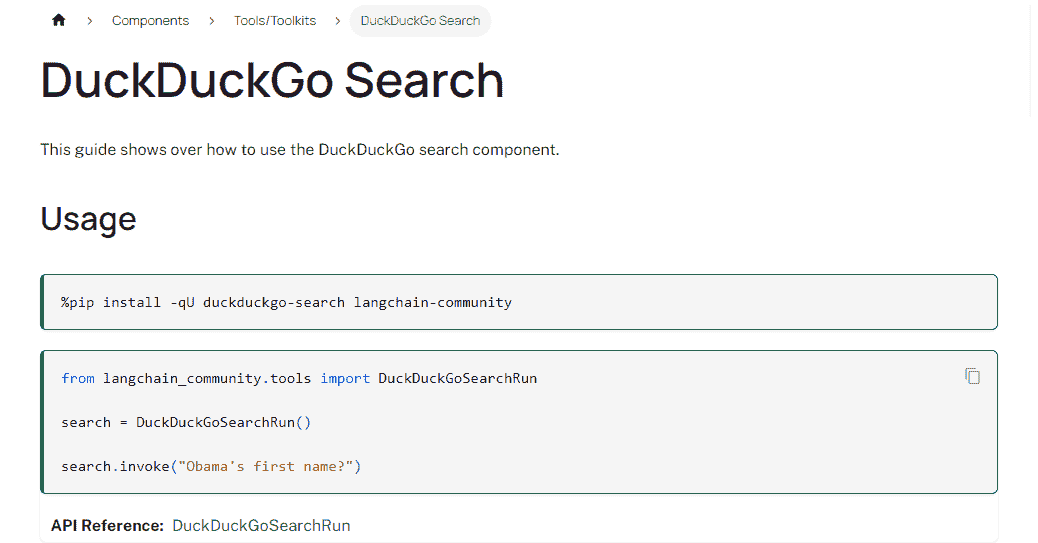 Components > Tools/Toolkits > DuckDuckGo Search
DuckDuckGo Search
This guide shows over how to use the DuckDuckGo search component.
Usage
%pip install -qU duckduckgo-search langchain-community
from langchain_community.tools import DuckDuckGoSearchRun
search = DuckDuckGoSearchRun()
search.invoke("Obama's first name?")
API Reference: DuckDuckGoSearchRun